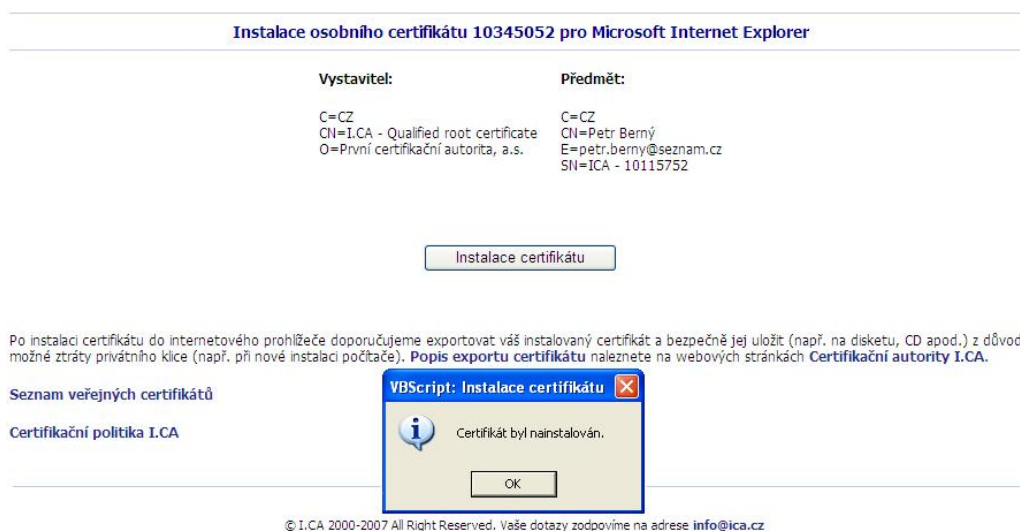 Instalace osobního certifikátu 10345052 pro Microsoft Internet Explorer
Vystavitel:
C=CZ
CN=I.CA - Qualified root certificate
O=První certifikační autorita, a.s.
Předmět:
C=CZ
CN=Petr Berný
E=petr.berny@seznam.cz
SN=ICA - 10115752
Instalace certifikátu
Po instalaci certifikátu do internetového prohlížeče doporučujeme exportovat váš instalovaný certifikát a bezpečně jej uložit (např. na disketu, CD apod.) z důvod
možné ztráty privátního klice (např. při nové instalaci počítače). Popis exportu certifikátu naleznete na webových stránkách Certifikační autority I.CA.
Seznam veřejných certifikátů
Certifikační politika I.CA
VBScript: Instalace certifikátu
Certifikát byl nainstalován.
OK
© I.CA 2000-2007 All Right Reserved. Vaše dotazy zodpovíme na adrese info@ica.cz